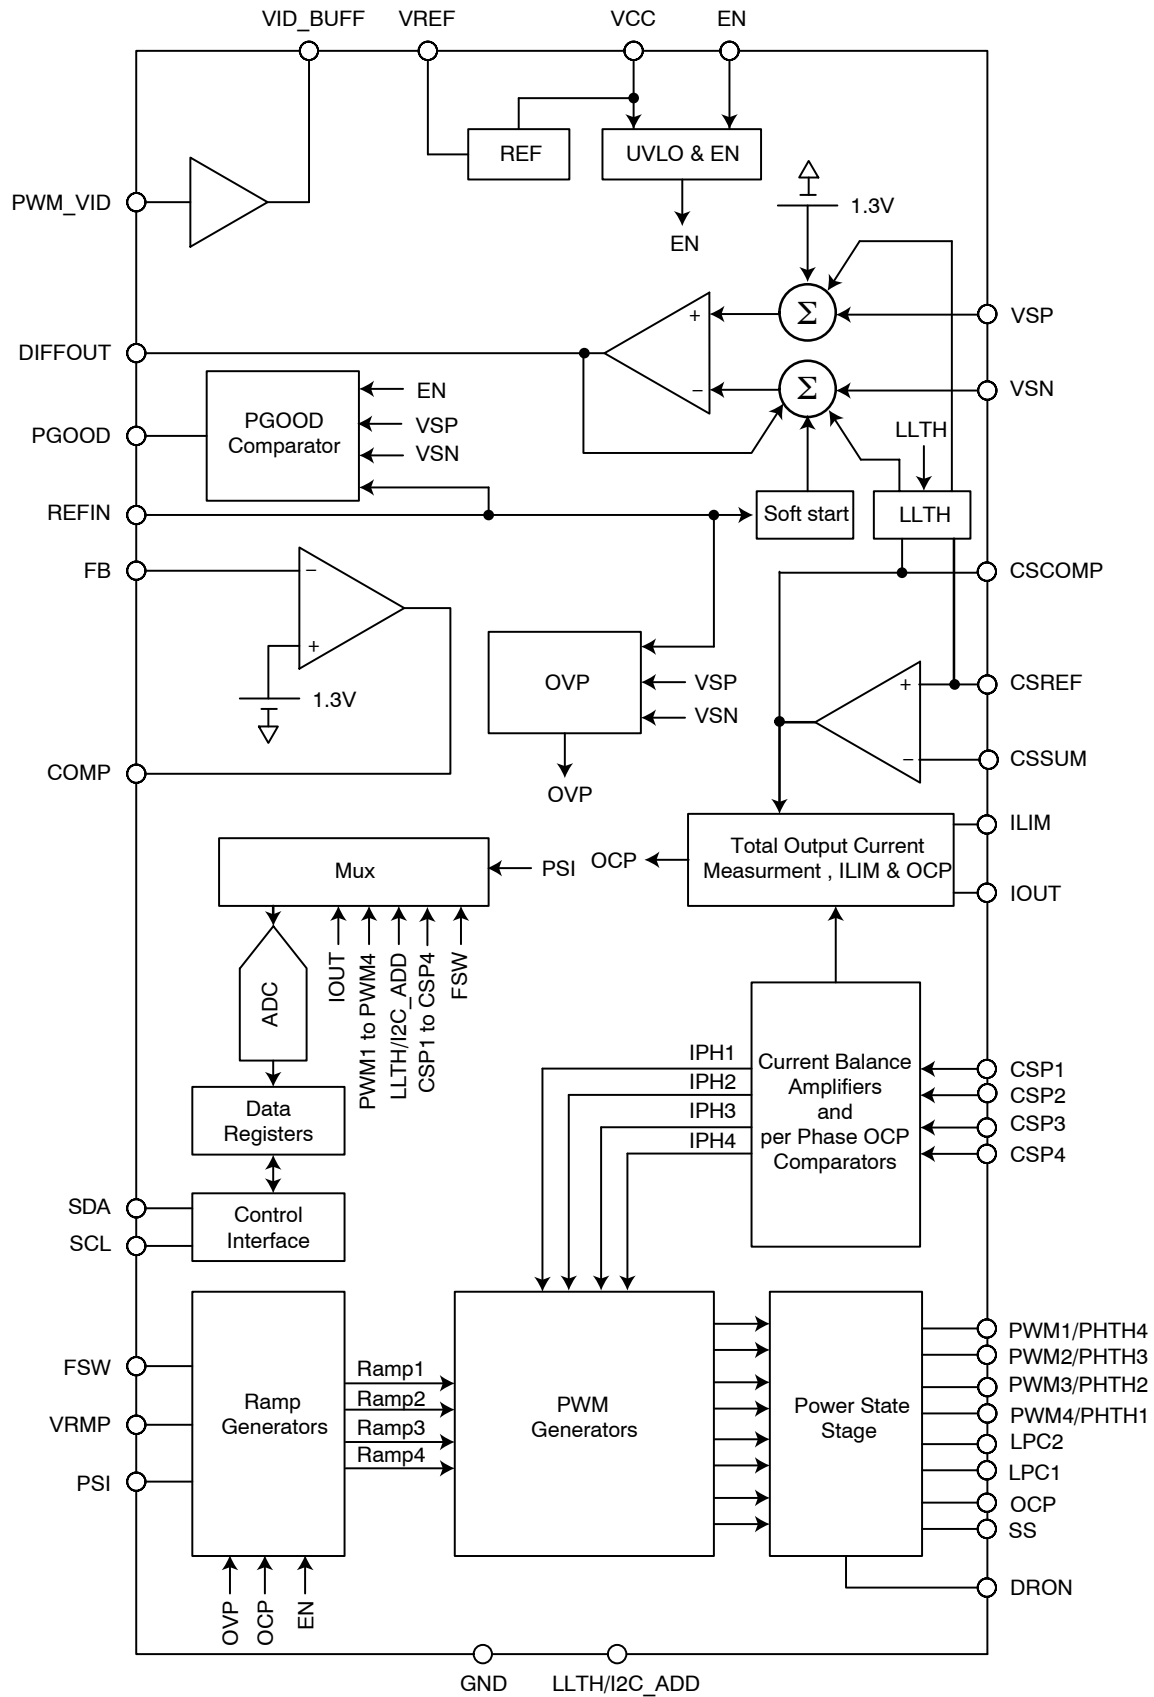 VID_BUFF VREF VCC EN
REF
UVLO & EN
PWM_VID
1.3V
EN
+
Σ
VSP
DIFFOUT
−
Σ
VSN
PGOOD
Comparator
EN
VSP
VSN
PGOOD
LLTH
REFIN
Soft start
LLTH
FB
−
CSCOMP
+
1.3V
OVP
VSP
VSN
+
CSREF
COMP
OVP
−
CSSUM
ILIM
Total Output Current
Measurment , ILIM & OCP
OCP
Mux
PSI
IOUT
ADC
IOUT
PWM1 to PWM4
LLTH/I2C_ADD
CSP1 to CSP4
FSW
IPH1
IPH2
IPH3
IPH4
Current Balance
Amplifiers
and
per Phase OCP
Comparators
CSP1
CSP2
CSP3
CSP4
Data
Registers
SDA
SCL
Control
Interface
FSW
VRMP
PSI
Ramp
Generators
Ramp1
Ramp2
Ramp3
Ramp4
PWM
Generators
Power State
Stage
PWM1/PHTH4
PWM2/PHTH3
PWM3/PHTH2
PWM4/PHTH1
LPC2
LPC1
OCP
SS
DRON
OVP
OCP
EN
GND
LLTH/I2C_ADD